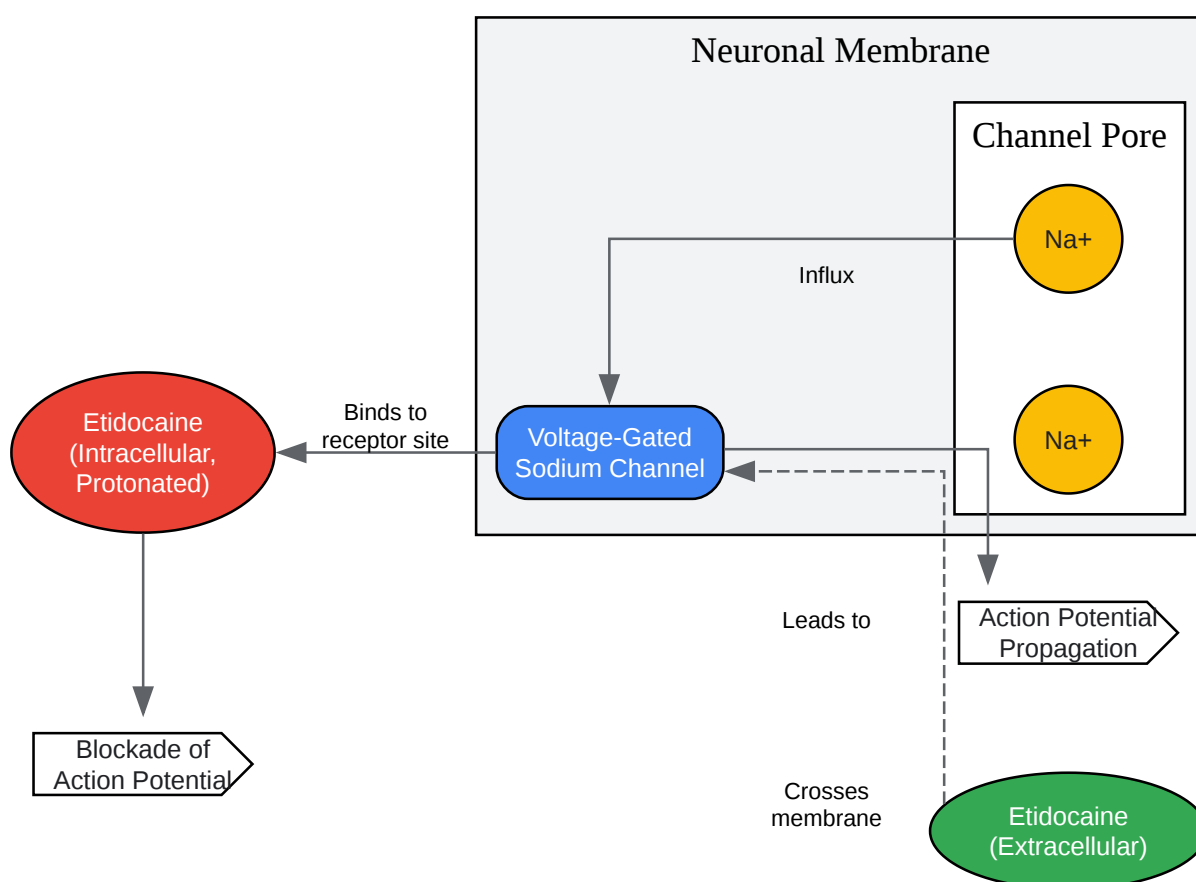 Neuronal Membrane
Channel Pore
Na+
Influx
Na+
Etidocaine
(Intracellular,
Protonated)
Binds to
receptor site
Voltage-Gated
Sodium Channel
Leads to
Action Potential
Propagation
Blockade of
Action Potential
Crosses
membrane
Etidocaine
(Extracellular)